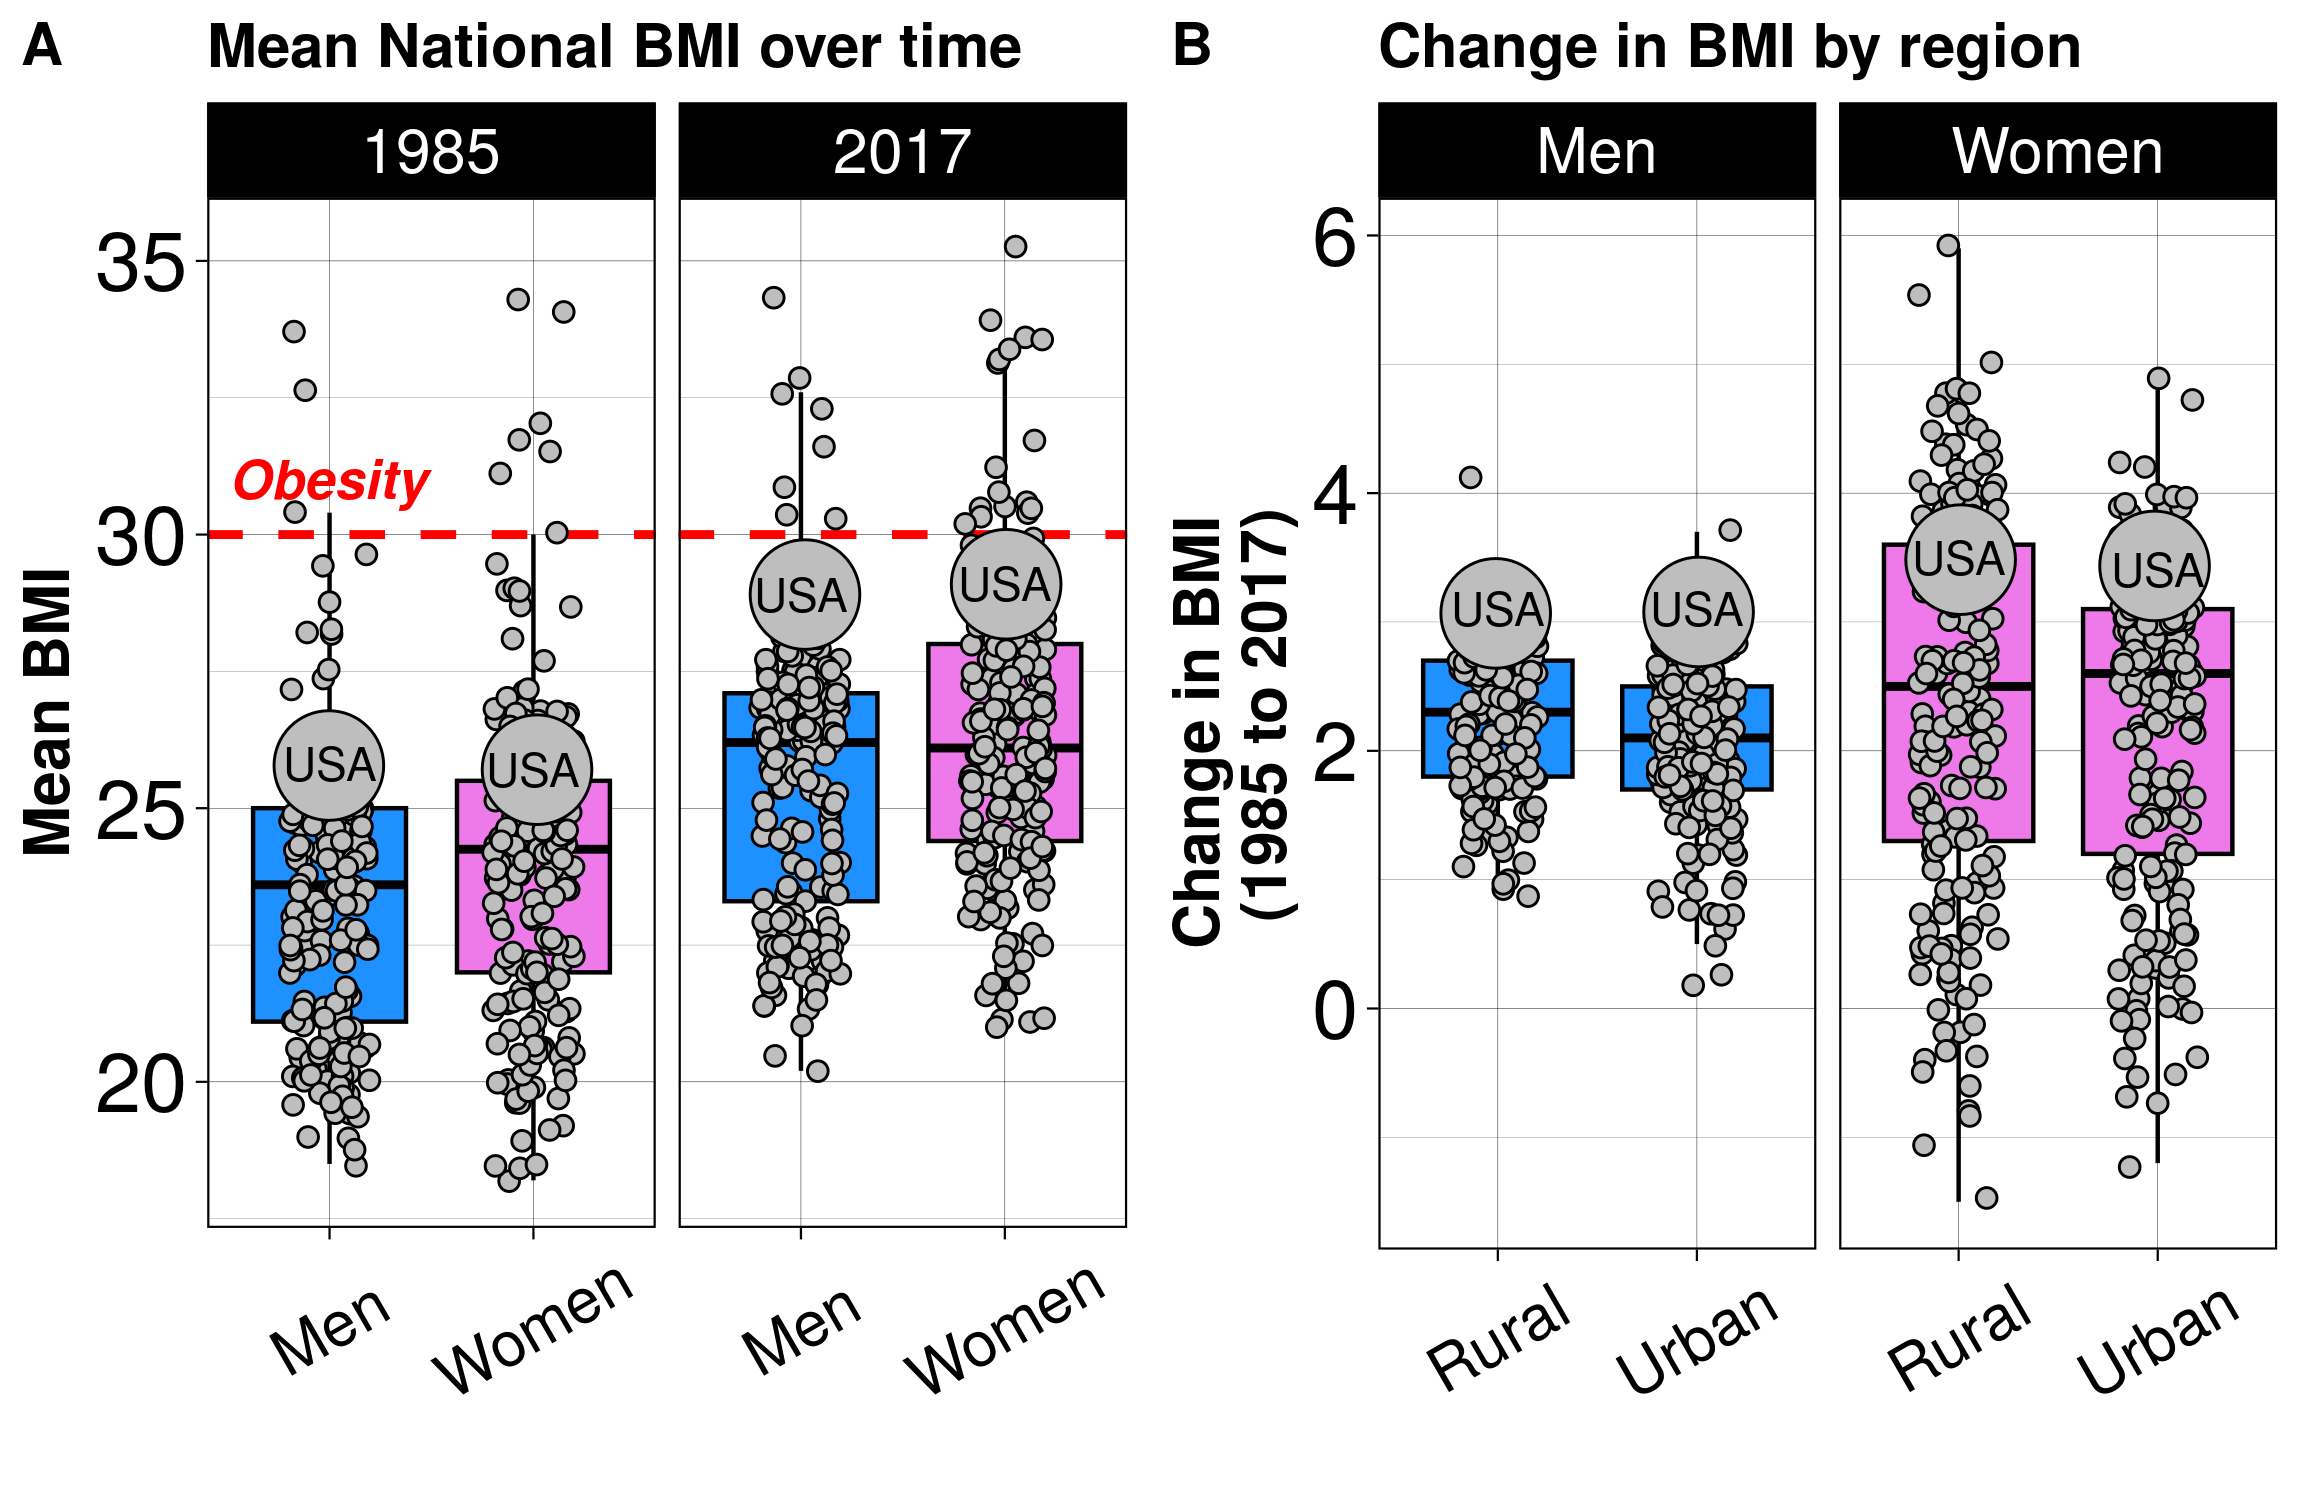 A
Mean National BMI over time
1985
2017
Mean BMI
35
30
25
20
Obesity
USA
USA
USA
USA
Men
Women
Men
Women
B
Change in BMI by region
Men
Women
Change in BMI
(1985 to 2017)
6
4
2
0
USA
USA
USA
USA
Rural
Urban
Rural
Urban